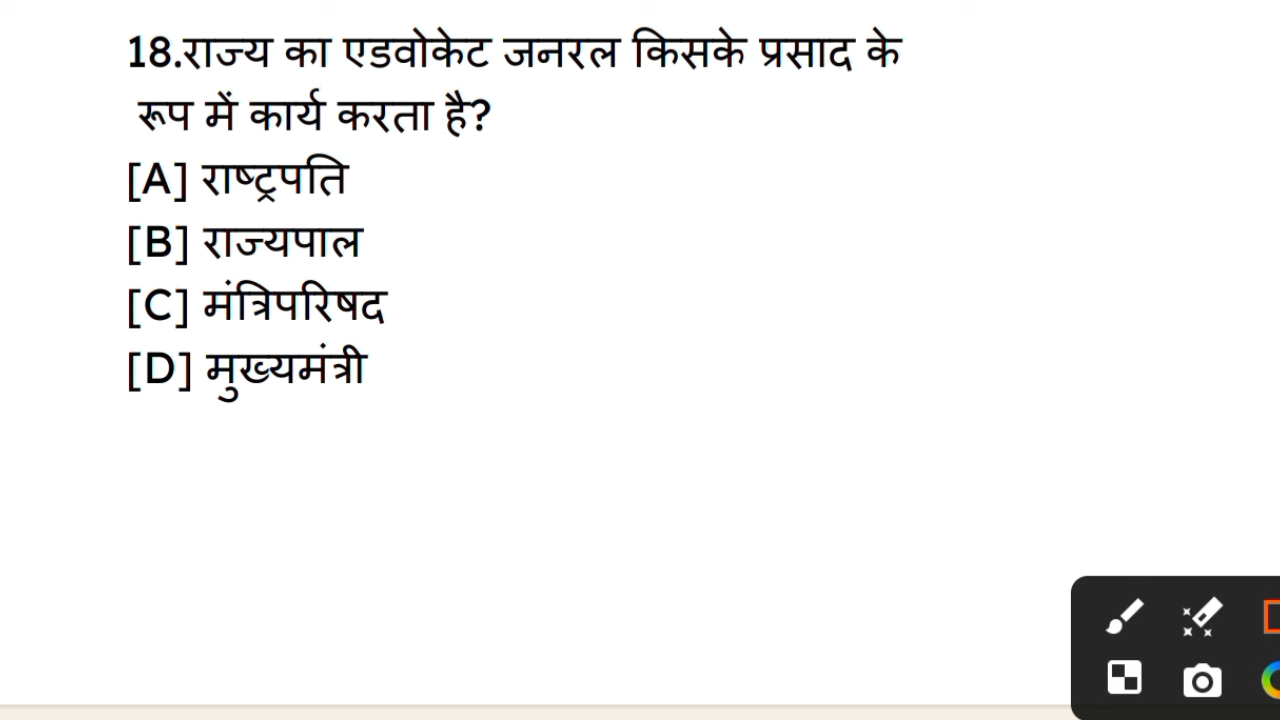 18.राज्य का एडवोकेट जनरल किसके प्रसाद के
रूप में कार्य करता है?
[A] राष्ट्रपति
[B] राज्यपाल
[C] मंत्रिपरिषद
[D] मुख्यमंत्री